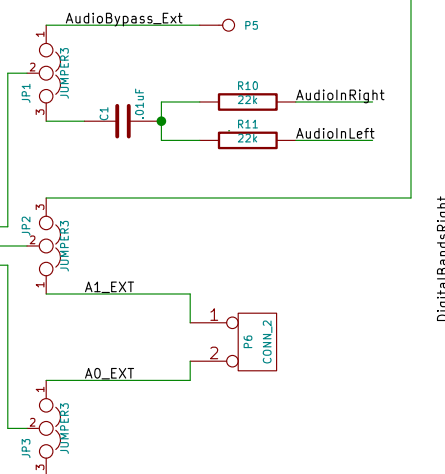 AudioBypass_Ext
P5
1
2
3
JP1
JUMPER3
C1
.01uF
R10
22k
AudioInRight
R11
22k
AudioInLeft
3
2
1
JP2
JUMPER3
DigitalBandsRight
A1_EXT
1
2
P6
CONN_2
A0_EXT
1
2
3
JP3
JUMPER3